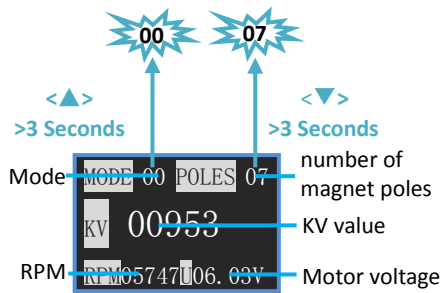 00 07
<▲> <▼>
>3 Seconds >3 Seconds
Mode MODE 00 POLES 07 number of
magnet poles
KV 00953 KV value
RPM RPM05747U06.03V Motor voltage